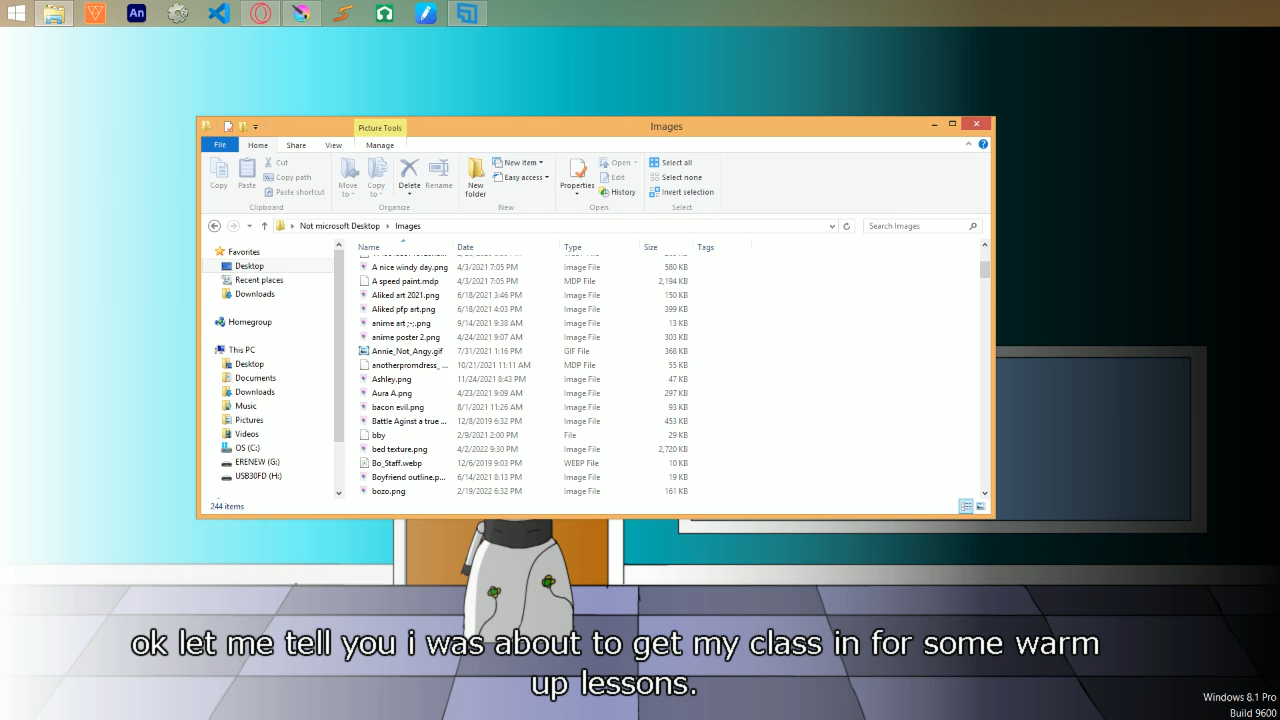 An
Picture Tools
Images
File
Home
Share
View
Manage
Copy
Paste
Cut
Copy path
Paste shortcut
Clipboard
Move to
Copy to
Delete
Rename
Organize
New folder
New item
Easy access
New
Properties
Open
Edit
History
Open
Select all
Select none
Invert selection
Select
Not microsoft Desktop
Images
Search Images
Favorites
Desktop
Recent places
Downloads
Homegroup
This PC
Desktop
Documents
Downloads
Music
Pictures
Videos
OS (C:)
ERENEW (G:)
USB30FD (H:)
Name Date Type Size Tags
A nice windy day.png 4/3/2021 7:05 PM Image File 580 KB
A speed paint.mdp 4/3/2021 7:05 PM MDP File 2,194 KB
Aliked art 2021.png 6/18/2021 3:46 PM Image File 150 KB
Aliked pfp art.png 6/18/2021 4:03 PM Image File 399 KB
anime art ;-;.png 9/14/2021 9:38 AM Image File 13 KB
anime poster 2.png 4/24/2021 9:07 AM Image File 303 KB
Annie_Not_Angy.gif 7/31/2021 1:16 PM GIF File 368 KB
anotherpromdress_ ... 10/21/2021 11:11 AM MDP File 55 KB
Ashley.png 11/24/2021 8:43 PM Image File 47 KB
Aura A.png 4/23/2021 9:09 AM Image File 297 KB
bacon evil.png 8/1/2021 11:26 AM Image File 93 KB
Battle Aginst a true ... 12/8/2019 6:32 PM Image File 453 KB
bby 2/9/2021 2:00 PM File 29 KB
bed texture.png 4/2/2022 9:30 PM Image File 2,720 KB
Bo_Staff.webp 12/6/2019 9:03 PM WEBP File 10 KB
Boyfriend outline.p... 6/14/2021 8:13 PM Image File 19 KB
bozo.png 2/19/2022 6:32 PM Image File 161 KB
244 items
ok let me tell you i was about to get my class in for some warm
up lessons.
Windows 8.1 Pro
Build 9600